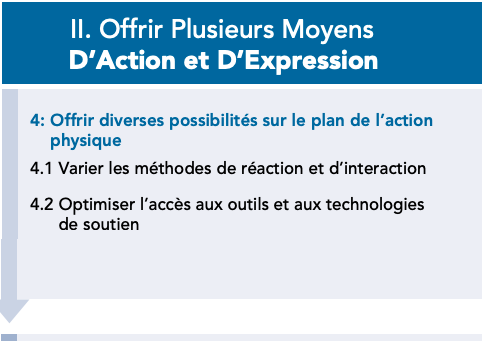 II. Offrir Plusieurs Moyens
D’Action et D’Expression
4: Offrir diverses possibilités sur le plan de l’action
physique
4.1 Varier les méthodes de réaction et d’interaction
4.2 Optimiser l’accès aux outils et aux technologies
de soutien